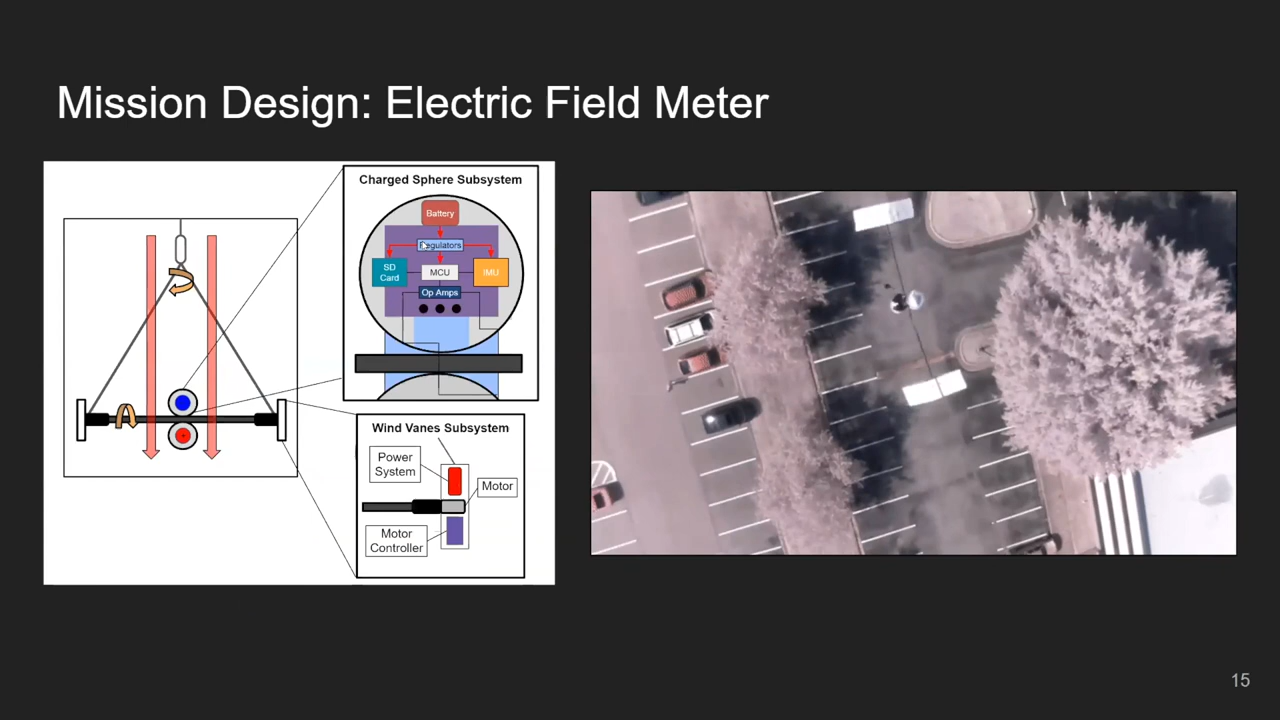 Mission Design: Electric Field Meter
Charged Sphere Subsystem
Battery
Regulators
SD
Card
MCU
IMU
Op Amps
Wind Vanes Subsystem
Power
System
Motor
Motor
Controller
15